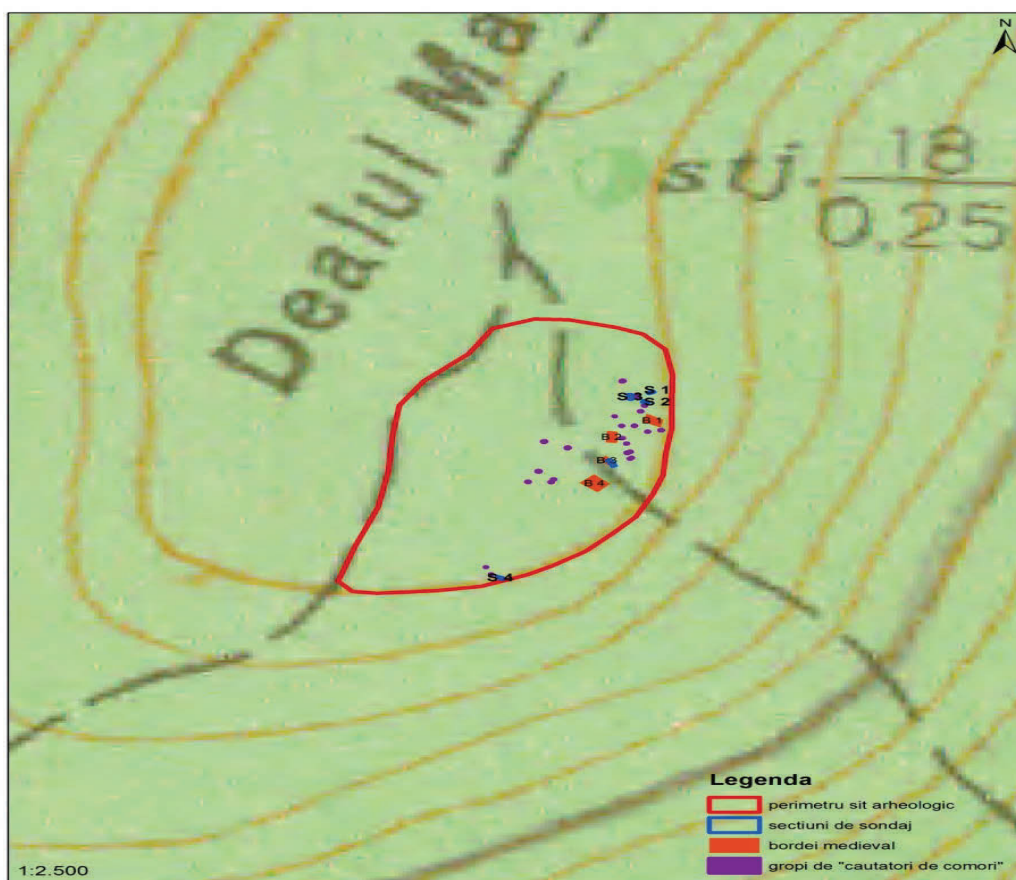 N
Dealul Ma
stj 18
0.25
S 1
S 3
S 2
B 1
B 2
B 3
B 4
S 4
Legenda
perimetru sit arheologic
sectiuni de sondaj
bordei medieval
gropi de "cautatori de comori"
1:2.500